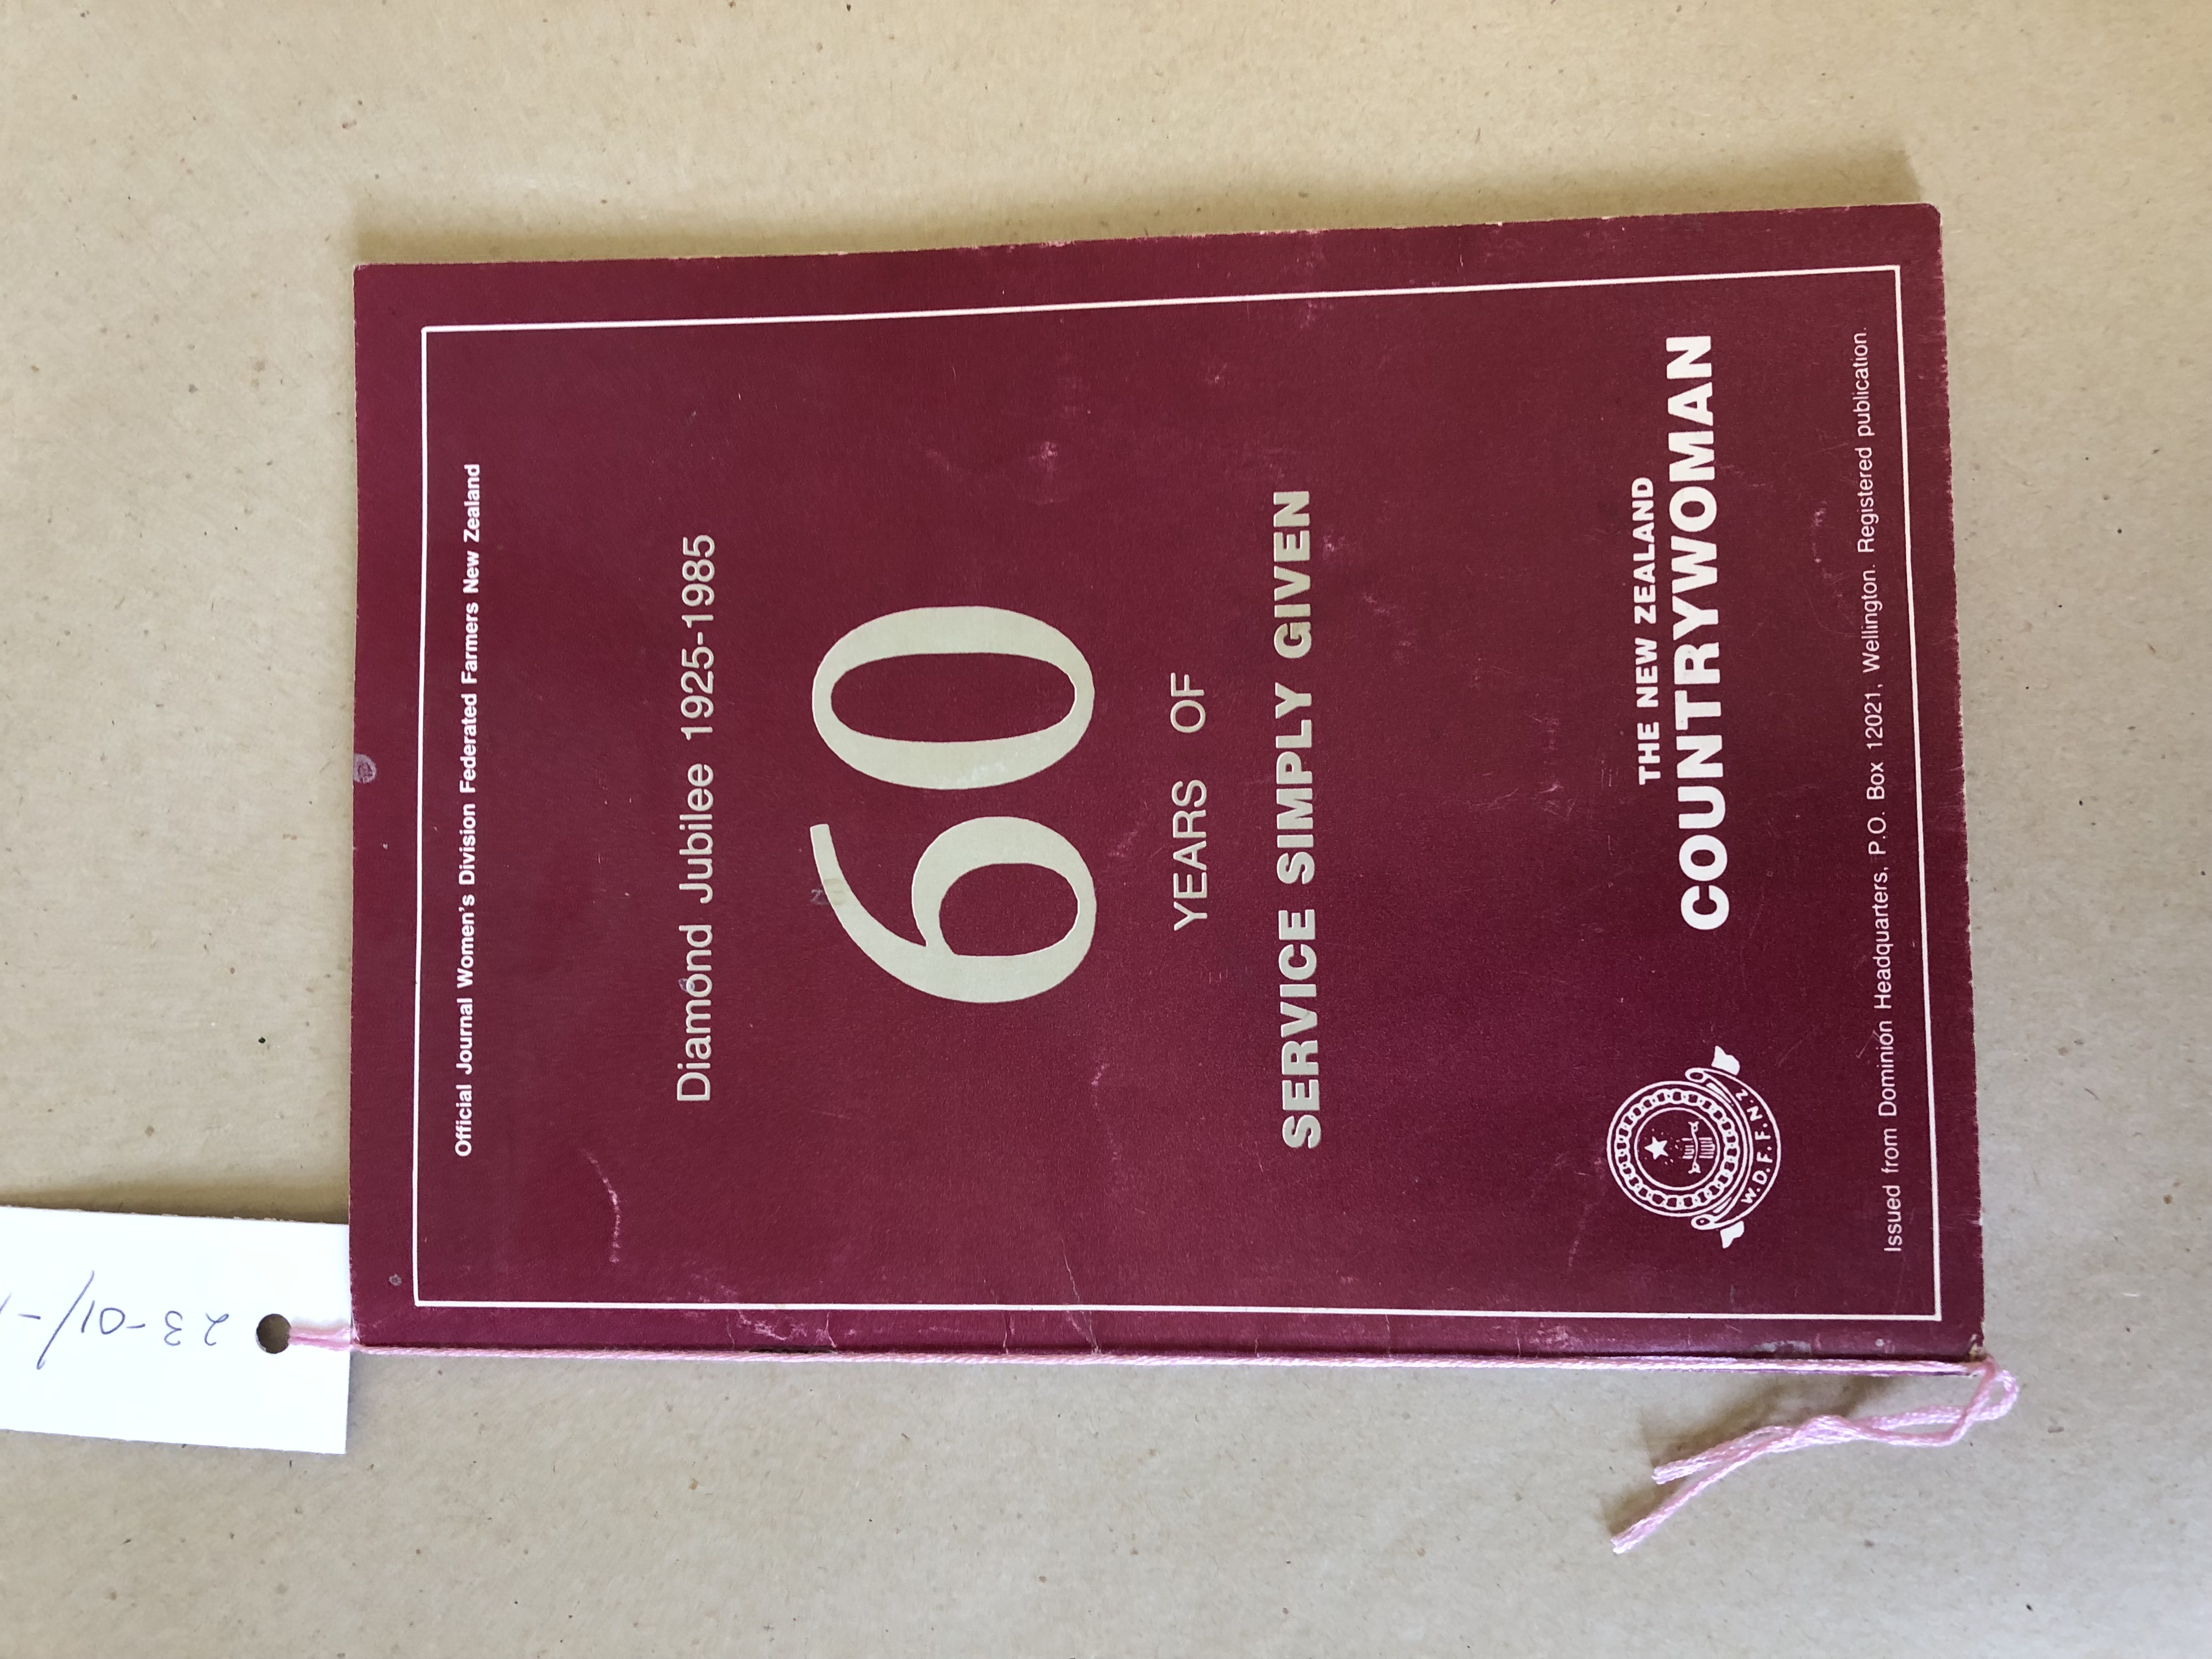 23-01/-
Official Journal Women's Division Federated Farmers New Zealand
Diamond Jubilee 1925-1985
60
YEARS OF
SERVICE SIMPLY GIVEN
THE NEW ZEALAND
COUNTRYWOMAN
W.D.F.F.N.Z
Issued from Dominion Headquarters, P.O. Box 12021, Wellington. Registered publication.